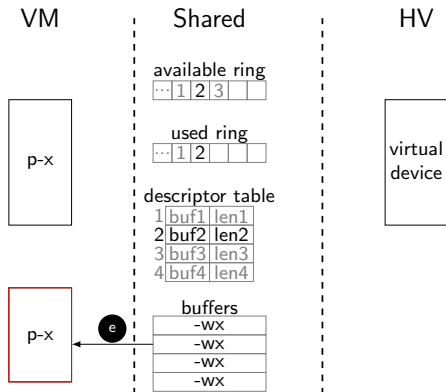 VM Shared HV
available ring
... 1 2 3
used ring
... 1 2
p-x
virtual
device
descriptor table
1 buf1 len1
2 buf2 len2
3 buf3 len3
4 buf4 len4
buffers
-wx
e
-wx
p-x
-wx
-wx